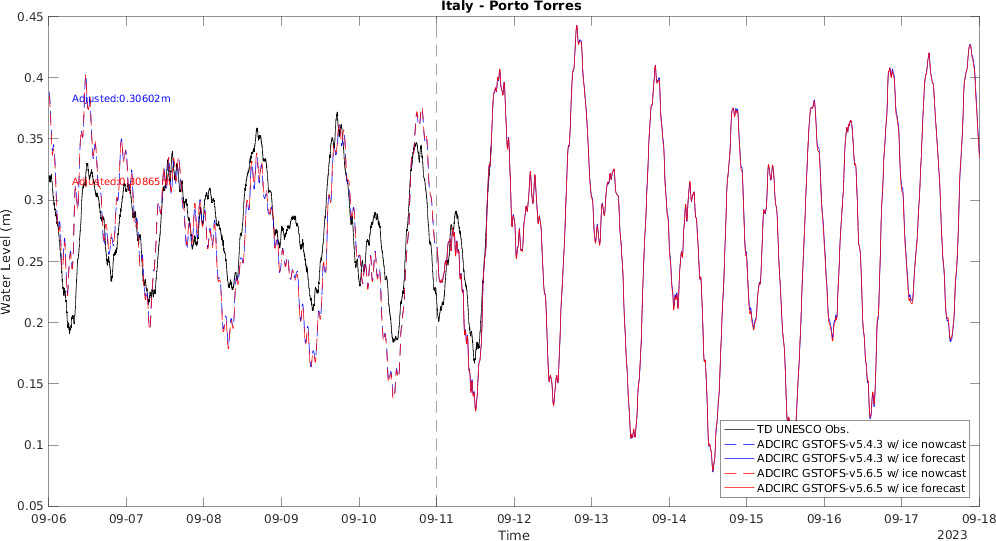 Italy - Porto Torres
0.45
0.4
0.35
0.3
0.25
0.2
0.15
0.1
0.05
Water Level (m)
Adjusted:0.30602m
Adjusted:0.30865
TD UNESCO Obs.
ADCIRC GSTOFS-v5.4.3 w/ ice nowcast
ADCIRC GSTOFS-v5.4.3 w/ ice forecast
ADCIRC GSTOFS-v5.6.5 w/ ice nowcast
ADCIRC GSTOFS-v5.6.5 w/ ice forecast
09-06 09-07 09-08 09-09 09-10 09-11 09-12 09-13 09-14 09-15 09-16 09-17 09-18
Time
2023